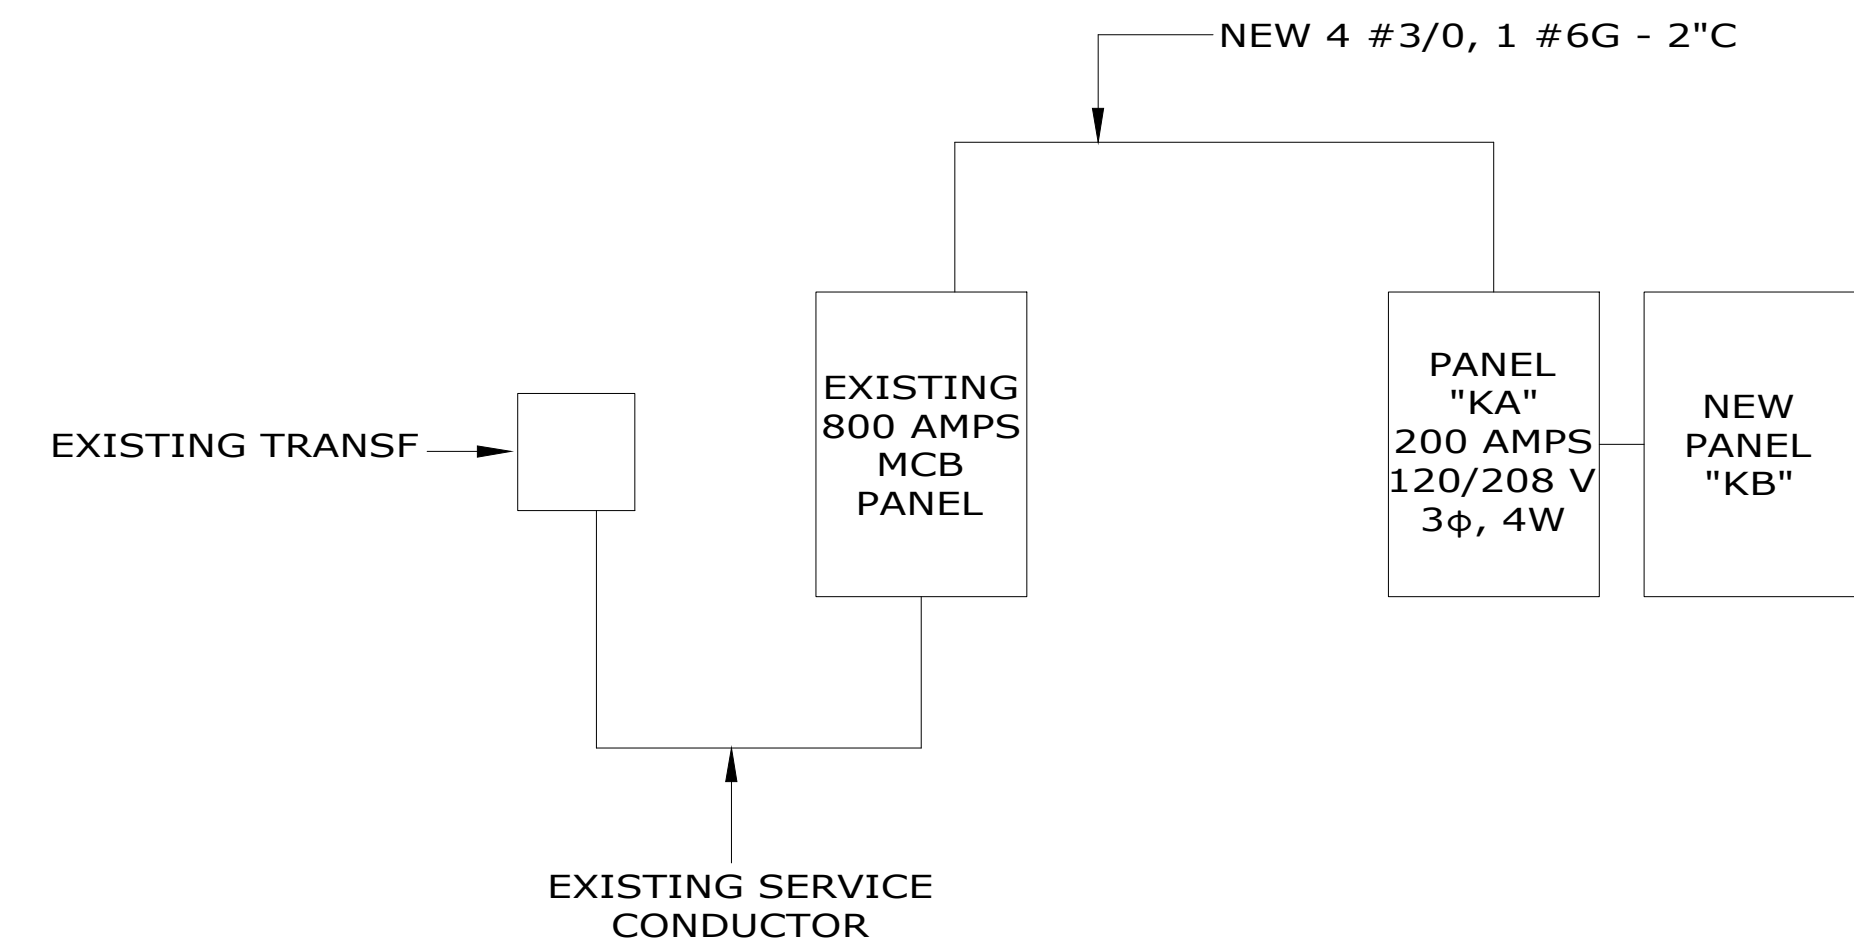 NEW 4 #3/0, 1 #6G - 2"C
EXISTING TRANSF
EXISTING
800 AMPS
MCB
PANEL
PANEL
"KA"
200 AMPS
120/208 V
3ϕ, 4W
NEW
PANEL
"KB"
EXISTING SERVICE
CONDUCTOR